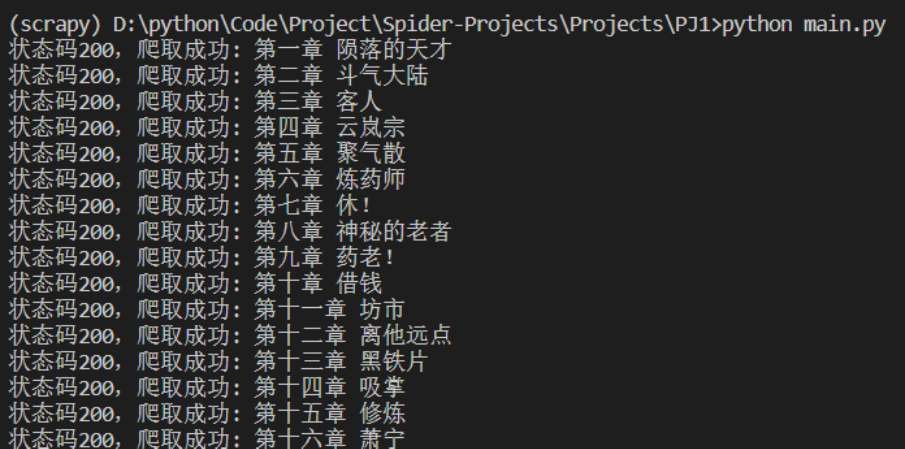 (scrapy) D:\python\Code\Project\Spider-Projects\Projects\PJ1>python main.py
状态码200，爬取成功: 第一章 陨落的天才
状态码200，爬取成功: 第二章 斗气大陆
状态码200，爬取成功: 第三章 客人
状态码200，爬取成功: 第四章 云岚宗
状态码200，爬取成功: 第五章 聚气散
状态码200，爬取成功: 第六章 炼药师
状态码200，爬取成功: 第七章 休！
状态码200，爬取成功: 第八章 神秘的老者
状态码200，爬取成功: 第九章 药老！
状态码200，爬取成功: 第十章 借钱
状态码200，爬取成功: 第十一章 坊市
状态码200，爬取成功: 第十二章 离他远点
状态码200，爬取成功: 第十三章 黑铁片
状态码200，爬取成功: 第十四章 吸掌
状态码200，爬取成功: 第十五章 修炼
状态码200，爬取成功: 第十六章 萧宁